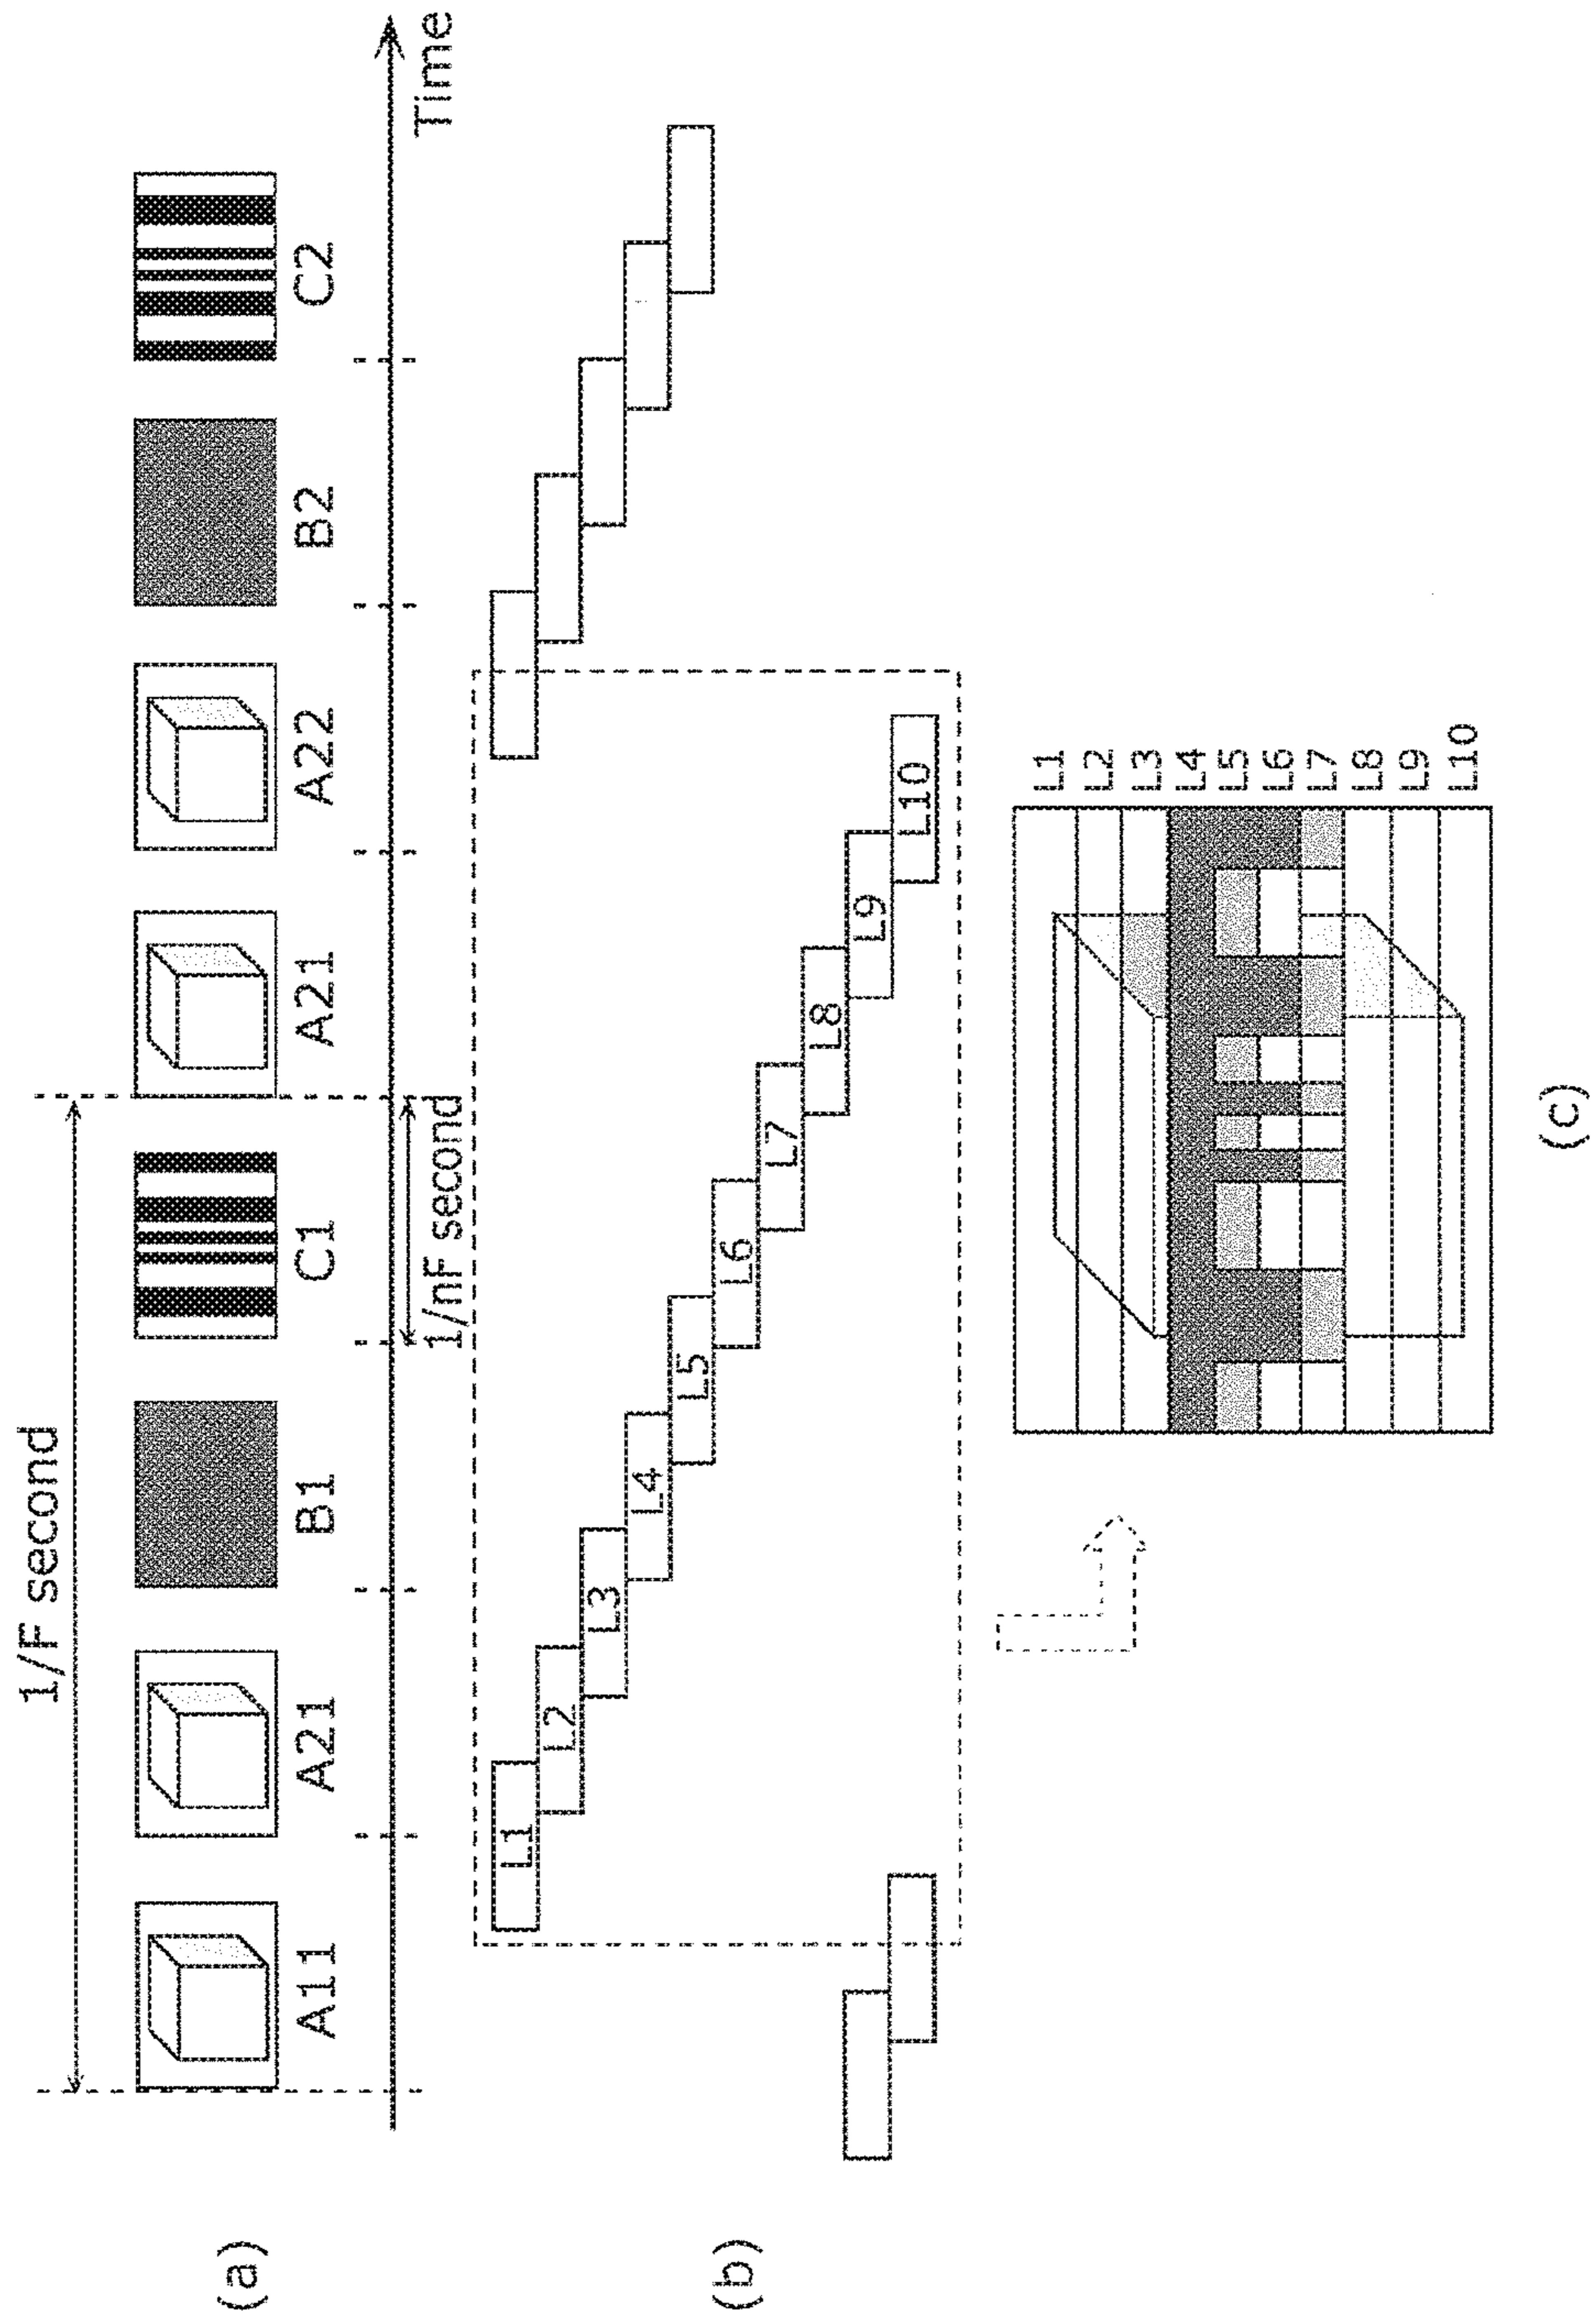 (a)
1/F second
A11 A21 B1 C1 A21 A22 B2 C2
Time
1/nF second
(b)
L1
L2
L3
L4
L5
L6
L7
L8
L9
L10
L1
L2
L3
L4
L5
L6
L7
L8
L9
L10
(c)